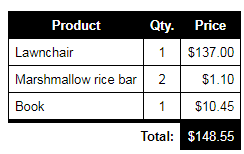 Product Qty. Price
Lawnchair 1 $137.00
Marshmallow rice bar 2 $1.10
Book 1 $10.45
Total: $148.55